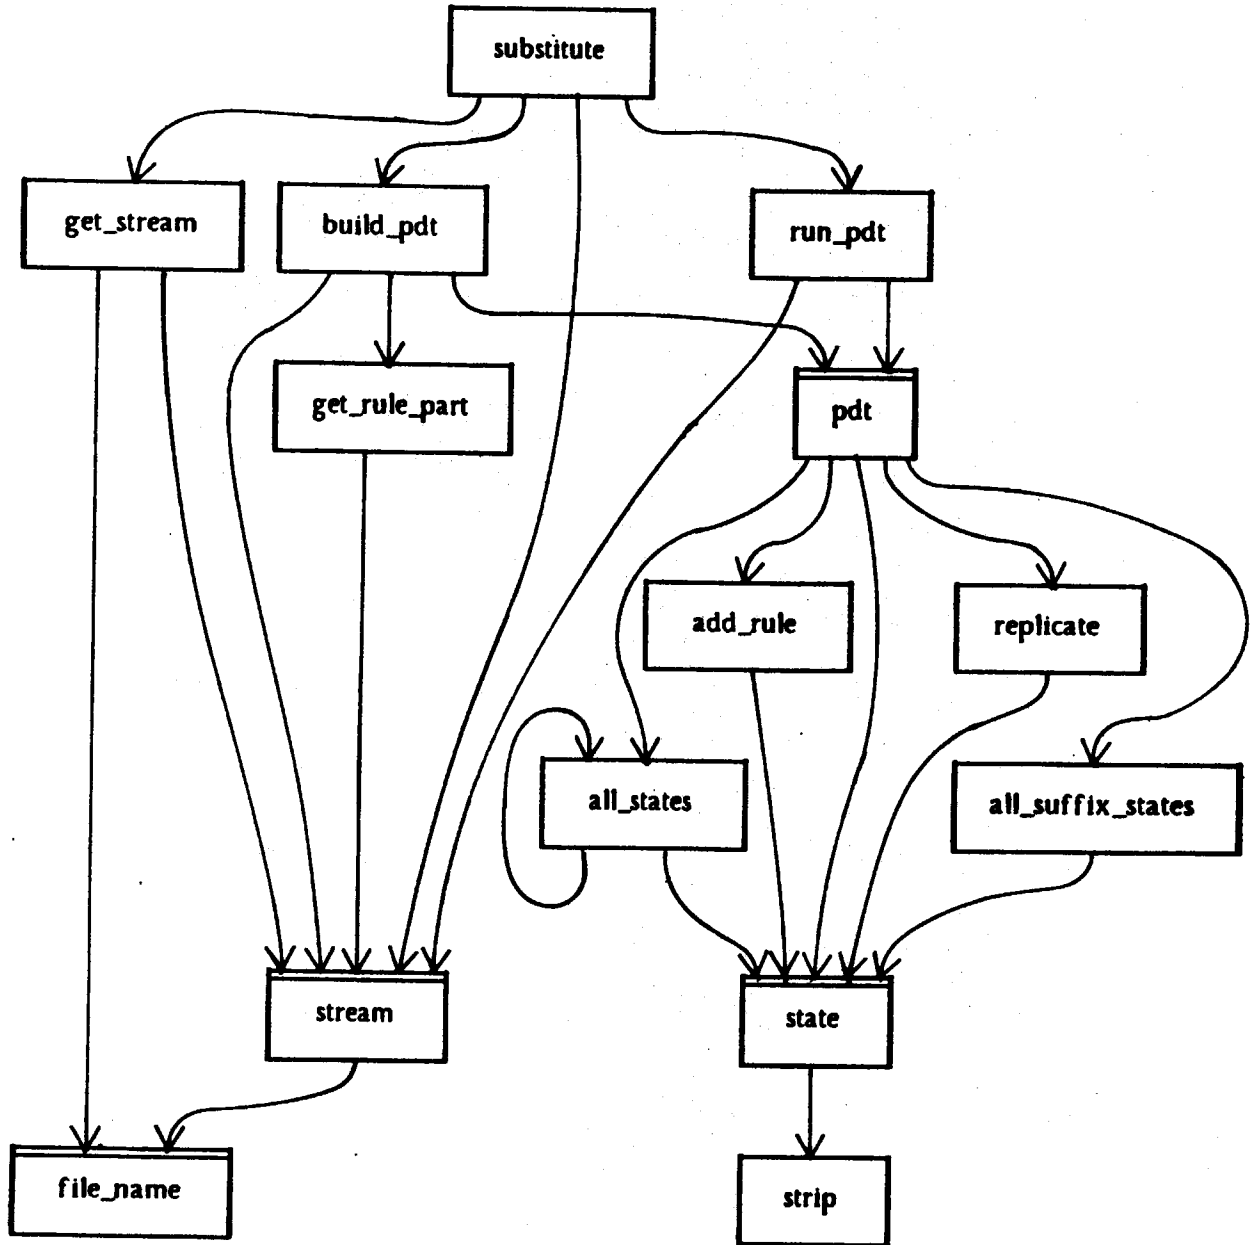 substitute
get_stream
build_pdt
run_pdt
get_rule_part
pdt
add_rule
replicate
all_states
all_suffix_states
stream
state
file_name
strip